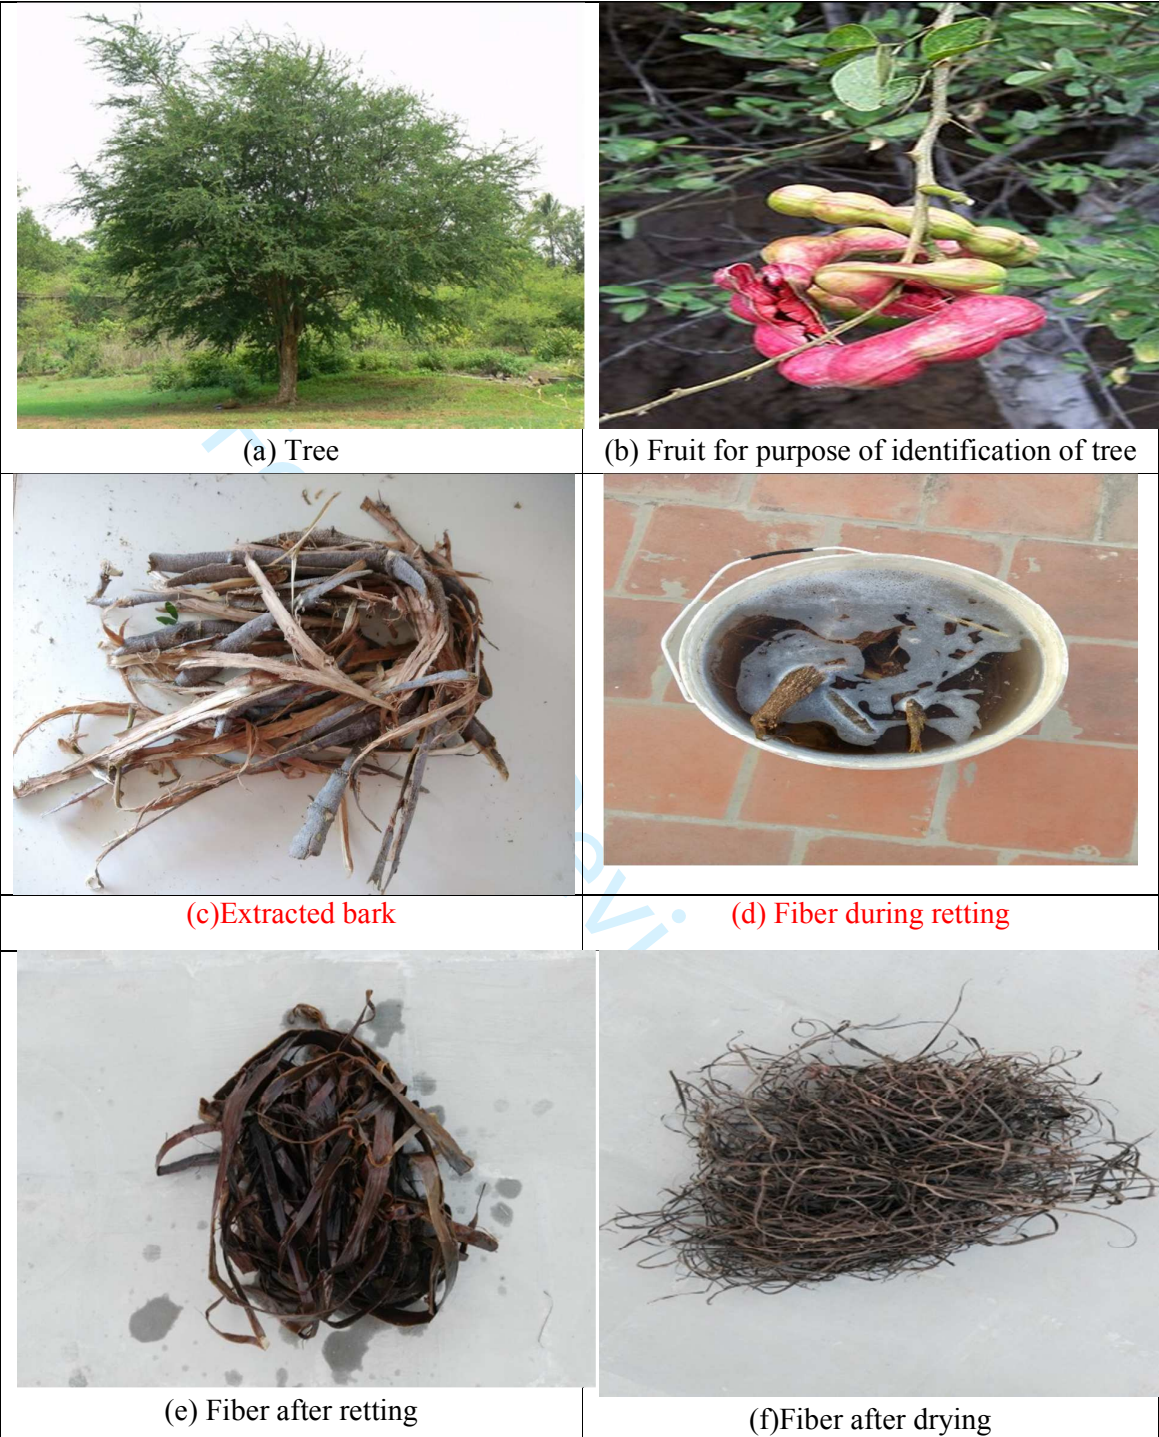 (a) Tree
(b) Fruit for purpose of identification of tree
(c)Extracted bark
(d) Fiber during retting
(e) Fiber after retting
(f)Fiber after drying